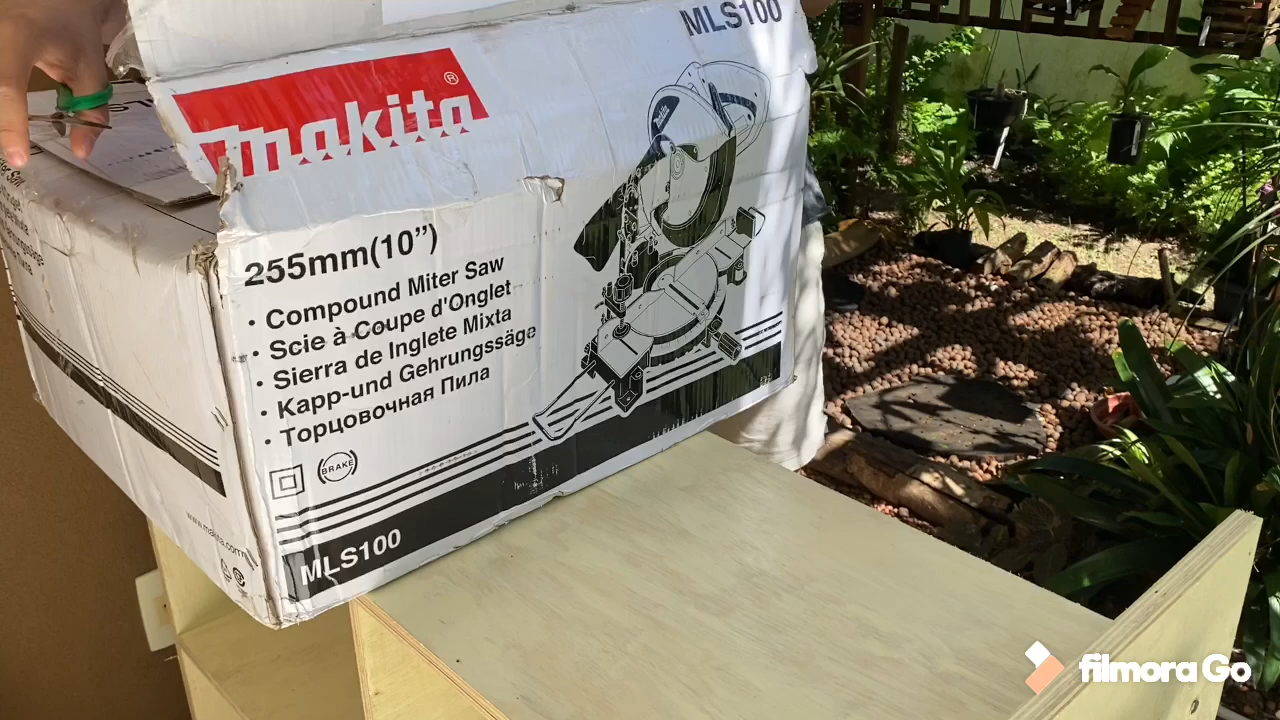 MLS100
makita®
255mm(10”)
• Compound Miter Saw
• Scie à Coupe d'Onglet
• Sierra de Inglete Mixta
• Kapp-und Gehrungssäge
• Торцовочная Пила
BRAKE
MLS100
www.makita.com
filmora Go